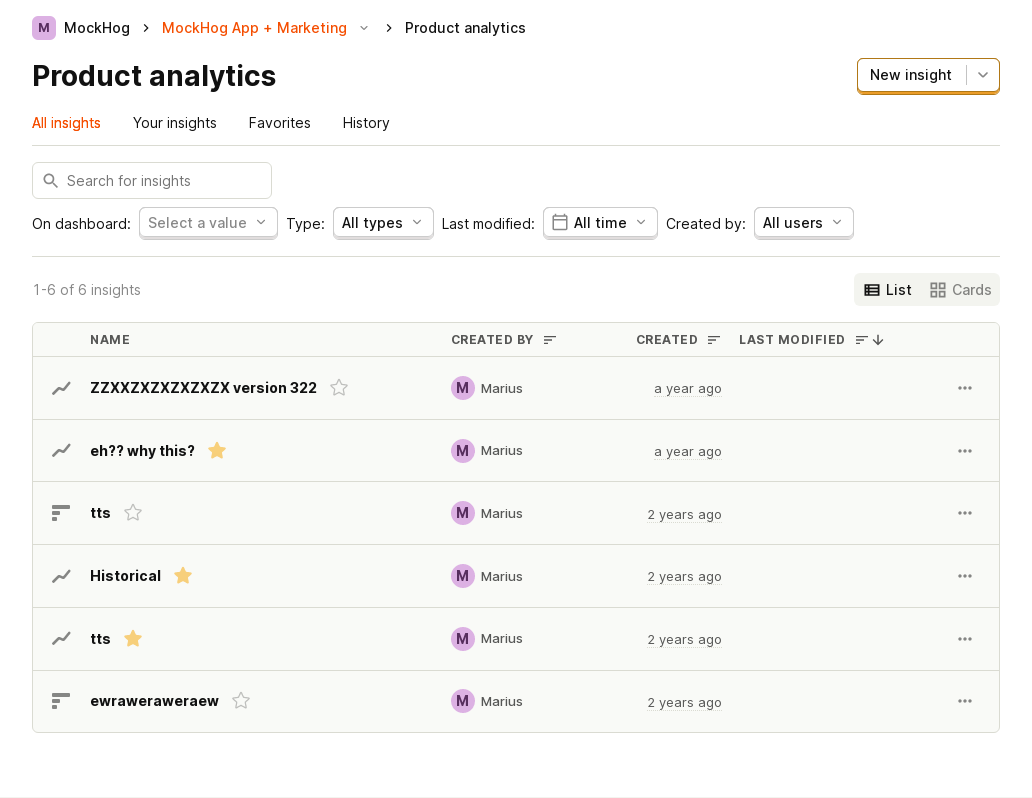 M MockHog MockHog App + Marketing Product analytics
Product analytics
New insight
All insights Your insights Favorites History
Search for insights
On dashboard: Select a value Type: All types Last modified: All time Created by: All users
1-6 of 6 insights
List Cards
NAME CREATED BY CREATED LAST MODIFIED
ZZXXZXZXZXZXZX version 322 M Marius a year ago
eh?? why this? M Marius a year ago
tts M Marius 2 years ago
Historical M Marius 2 years ago
tts M Marius 2 years ago
ewraweraweraew M Marius 2 years ago